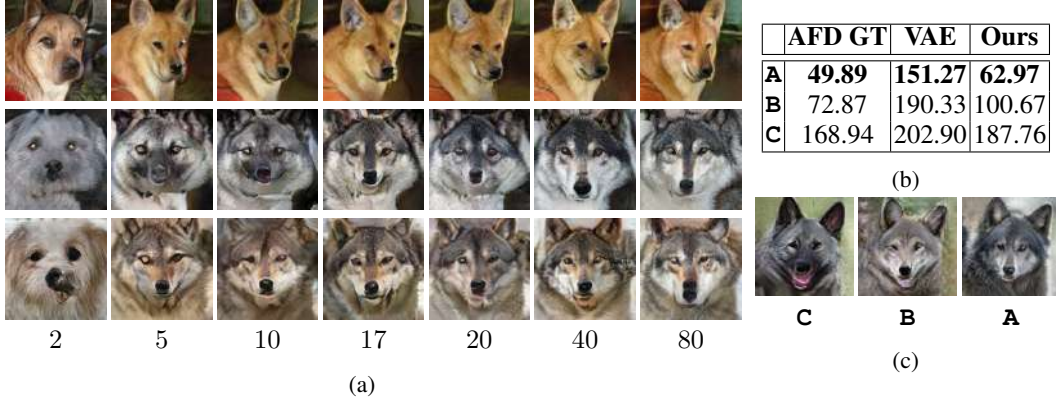 2 5 10 17 20 40 80
(a)
AFD GT VAE Ours
A 49.89 151.27 62.97
B 72.87 190.33 100.67
C 168.94 202.90 187.76
(b)
C B A
(c)